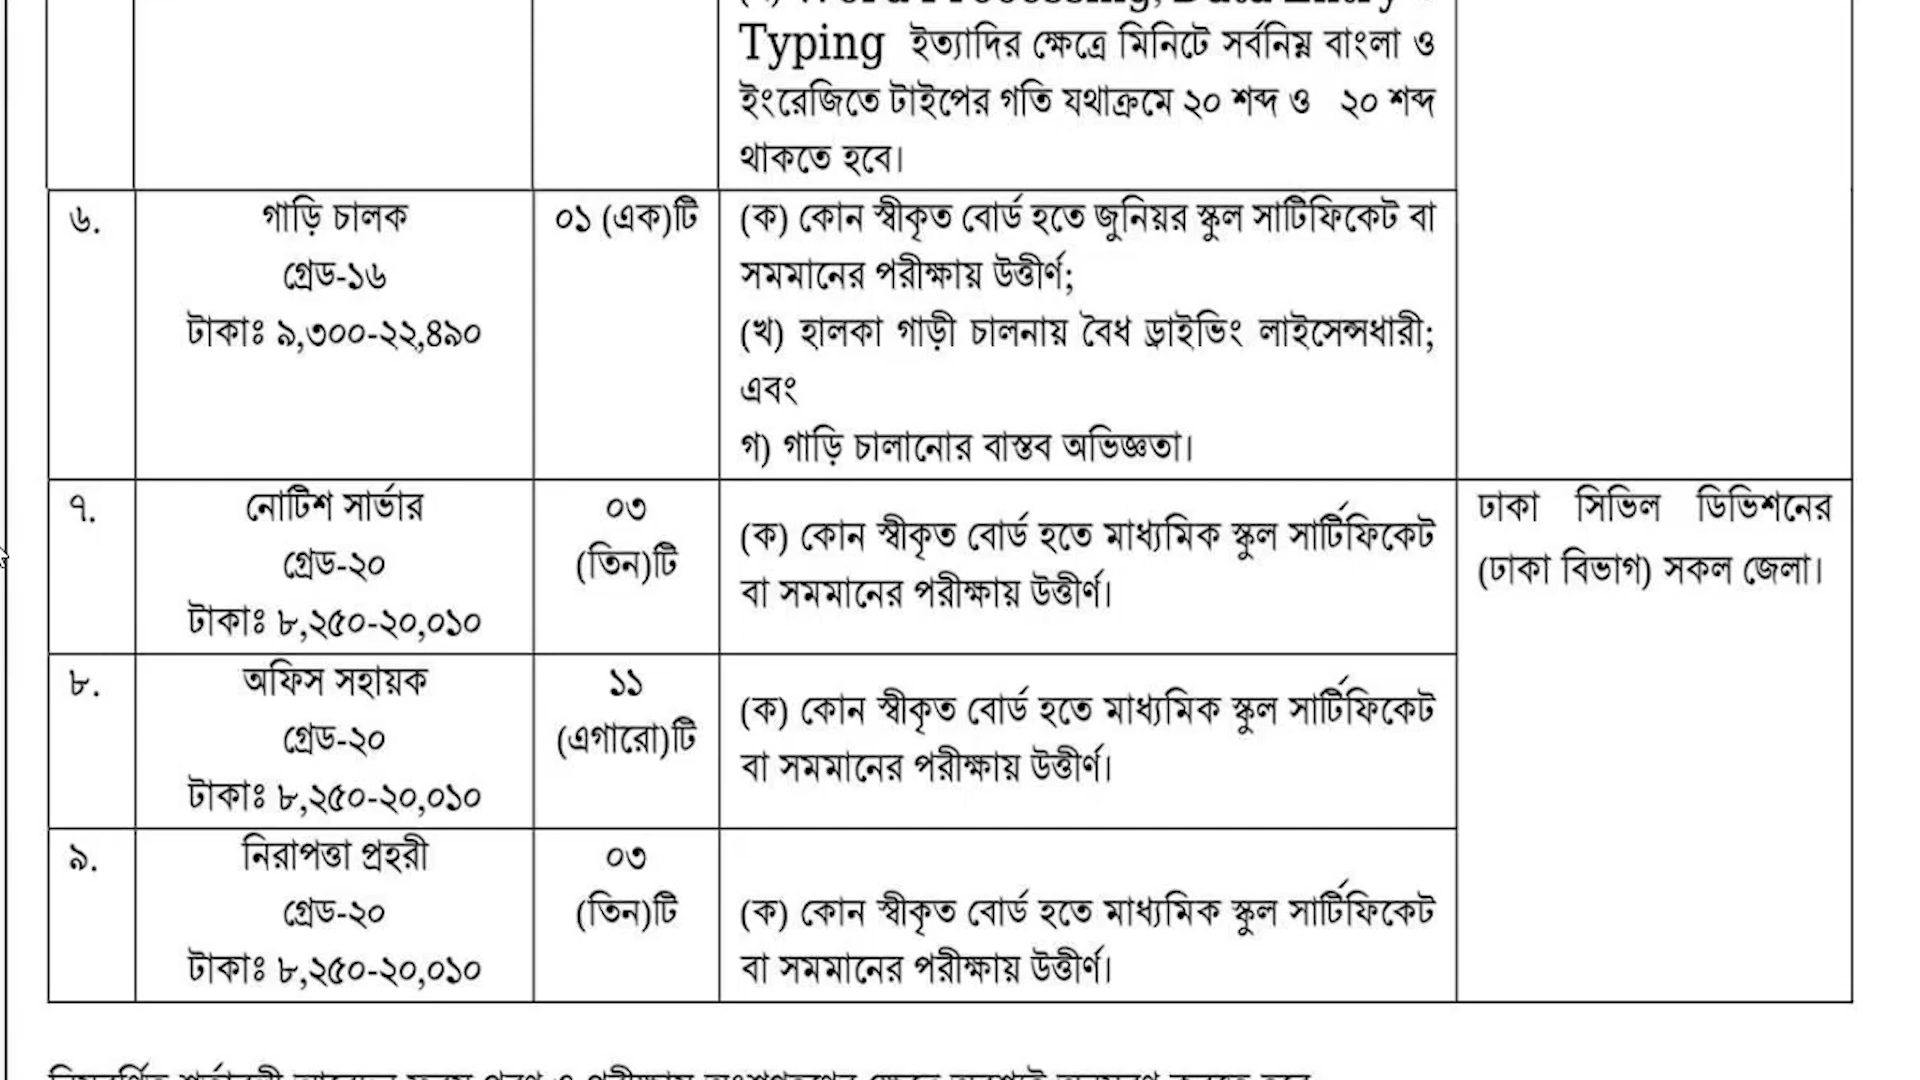 Word Processing, Data Entry
Typing ইত্যাদির ক্ষেত্রে মিনিটে সর্বনিম্ন বাংলা ও
ইংরেজিতে টাইপের গতি যথাক্রমে ২০ শব্দ ও ২০ শব্দ
থাকতে হবে।
৬.
গাড়ি চালক
গ্রেড-১৬
টাকাঃ ৯,৩০০-২২,৪৯০
০১ (এক)টি
(ক) কোন স্বীকৃত বোর্ড হতে জুনিয়র স্কুল সার্টিফিকেট বা
সমমানের পরীক্ষায় উত্তীর্ণ;
(খ) হালকা গাড়ী চালনায় বৈধ ড্রাইভিং লাইসেন্সধারী;
এবং
গ) গাড়ি চালানোর বাস্তব অভিজ্ঞতা।
৭.
নোটিশ সার্ভার
গ্রেড-২০
টাকাঃ ৮,২৫০-২০,০১০
০৩
(তিন)টি
(ক) কোন স্বীকৃত বোর্ড হতে মাধ্যমিক স্কুল সার্টিফিকেট
বা সমমানের পরীক্ষায় উত্তীর্ণ।
ঢাকা সিভিল ডিভিশনের
(ঢাকা বিভাগ) সকল জেলা।
৮.
অফিস সহায়ক
গ্রেড-২০
টাকাঃ ৮,২৫০-২০,০১০
১১
(এগারো)টি
(ক) কোন স্বীকৃত বোর্ড হতে মাধ্যমিক স্কুল সার্টিফিকেট
বা সমমানের পরীক্ষায় উত্তীর্ণ।
৯.
নিরাপত্তা প্রহরী
গ্রেড-২০
টাকাঃ ৮,২৫০-২০,০১০
০৩
(তিন)টি
(ক) কোন স্বীকৃত বোর্ড হতে মাধ্যমিক স্কুল সার্টিফিকেট
বা সমমানের পরীক্ষায় উত্তীর্ণ।